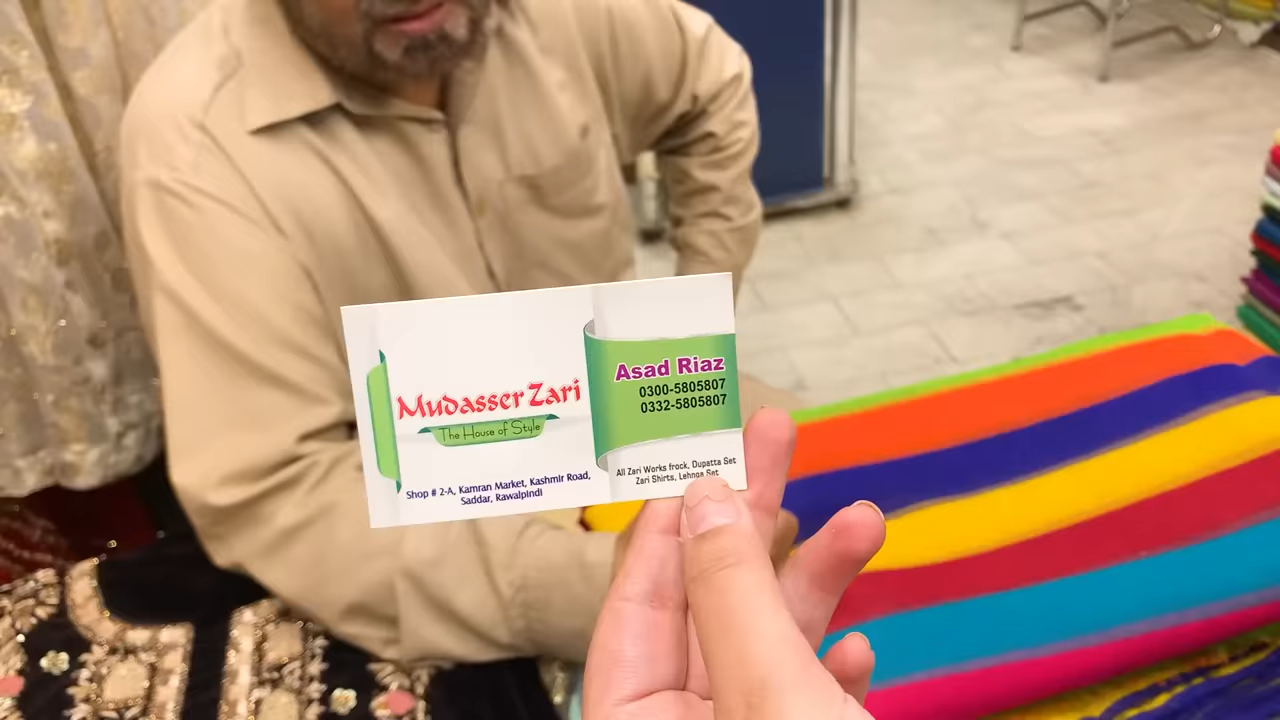 Mudasser Zari
The House of Style
Shop # 2-A, Kamran Market, Kashmir Road,
Saddar, Rawalpindi
Asad Riaz
0300-5805807
0332-5805807
All Zari Works frock, Dupatta Set
Zari Shirts, Lehnga Set